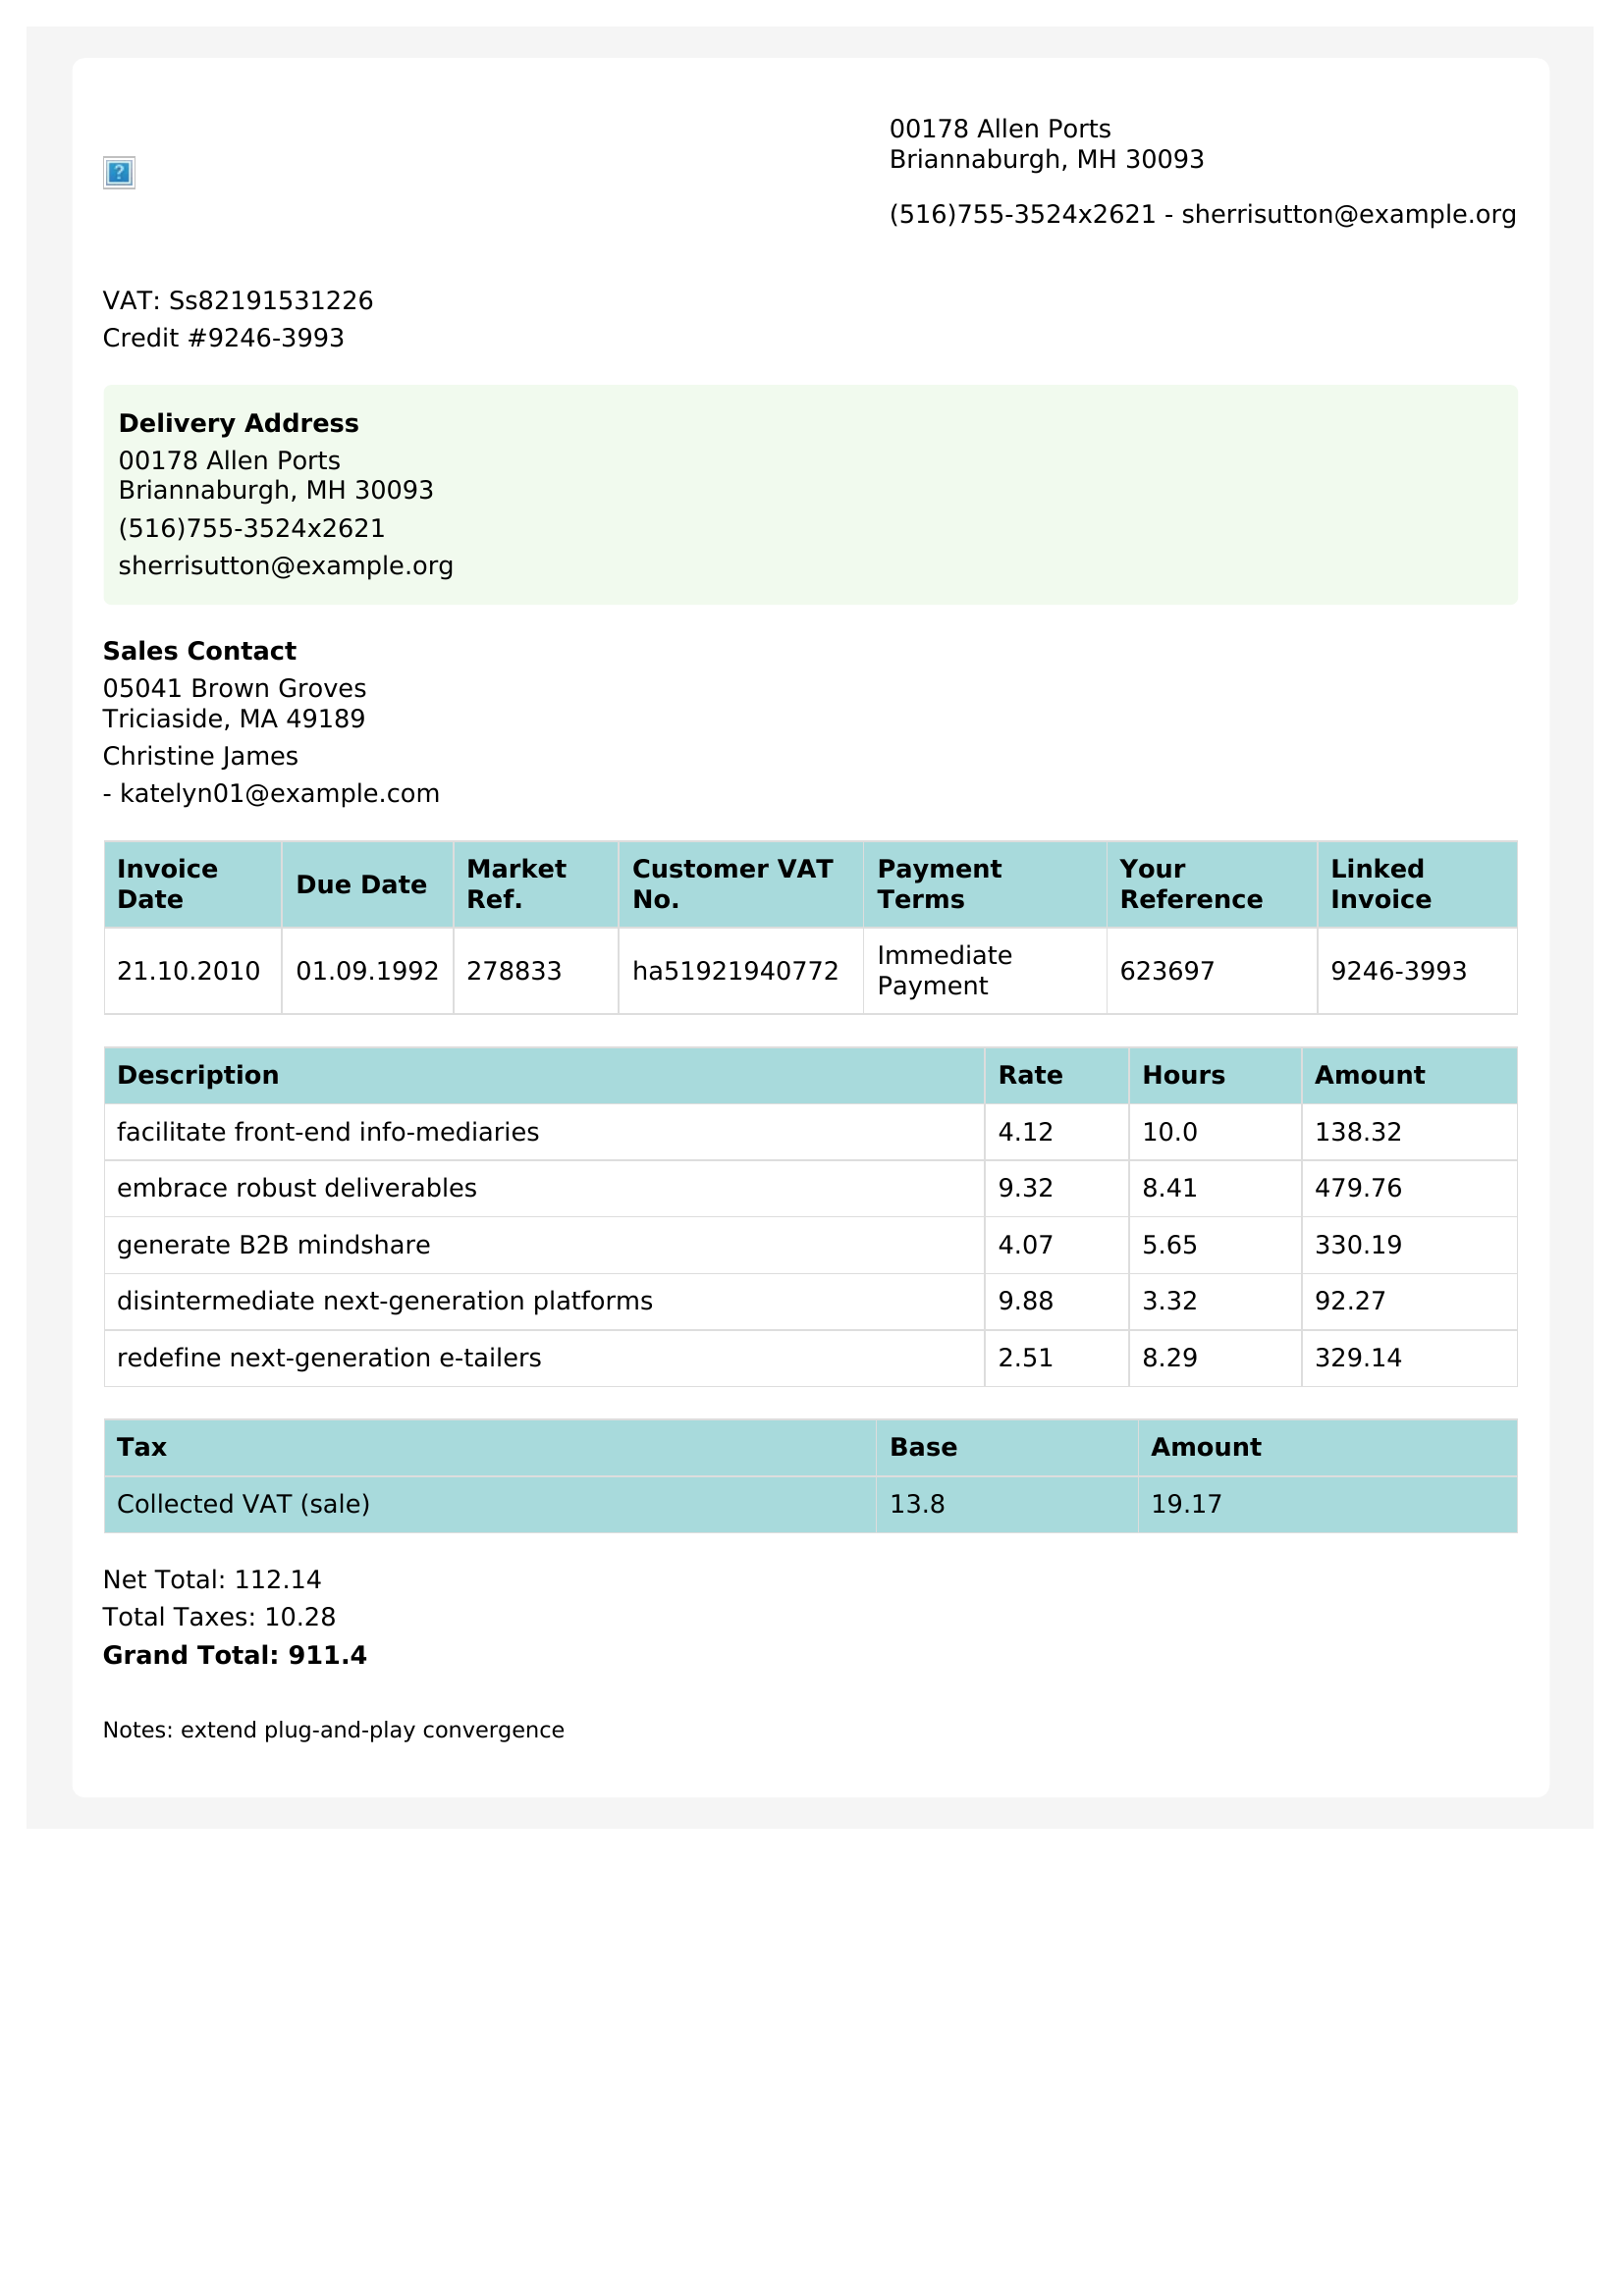 00178 Allen Ports
Briannaburgh, MH 30093
(516)755-3524x2621 - sherrisutton@example.org
VAT: Ss82191531226
Credit #9246-3993
Delivery Address
00178 Allen Ports
Briannaburgh, MH 30093
(516)755-3524x2621
sherrisutton@example.org
Sales Contact
05041 Brown Groves
Triciaside, MA 49189
Christine James
- katelyn01@example.com
Invoice Date Due Date Market Ref. Customer VAT No. Payment Terms Your Reference Linked Invoice
21.10.2010 01.09.1992 278833 ha51921940772 Immediate Payment 623697 9246-3993
Description Rate Hours Amount
facilitate front-end info-mediaries 4.12 10.0 138.32
embrace robust deliverables 9.32 8.41 479.76
generate B2B mindshare 4.07 5.65 330.19
disintermediate next-generation platforms 9.88 3.32 92.27
redefine next-generation e-tailers 2.51 8.29 329.14
Tax Base Amount
Collected VAT (sale) 13.8 19.17
Net Total: 112.14
Total Taxes: 10.28
Grand Total: 911.4
Notes: extend plug-and-play convergence